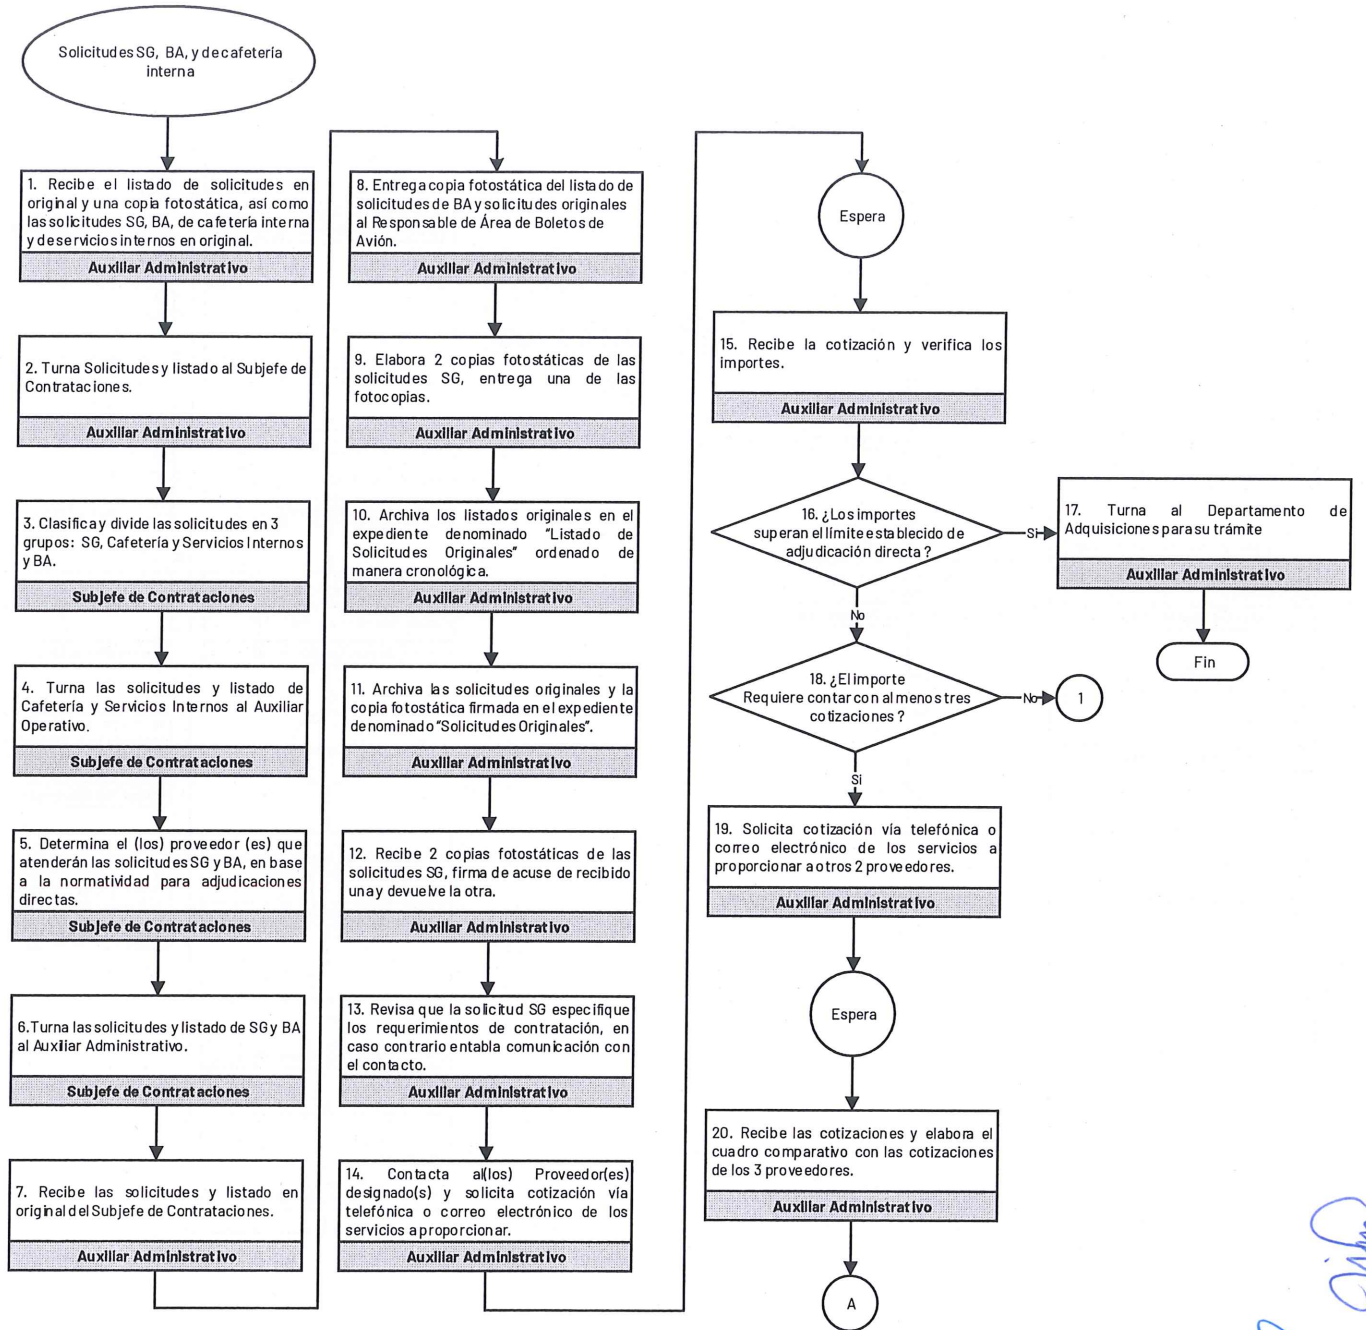 Solicitudes SG, BA, y de cafetería
interna
1. Recibe el listado de solicitudes en
original y una copia fotostática, así como
las solicitudes SG, BA, de cafetería interna
y de servicios internos en original.
Auxiliar Administrativo
2. Turna Solicitudes y listado al Subjefe de
Contrataciones.
Auxiliar Administrativo
3. Clasifica y divide las solicitudes en 3
grupos: SG, Cafetería y Servicios Internos
y BA.
Subjefe de Contrataciones
4. Turna las solicitudes y listado de
Cafetería y Servicios Internos al Auxiliar
Operativo.
Subjefe de Contrataciones
5. Determina el (los) proveedor (es) que
atenderán las solicitudes SG y BA, en base
a la normatividad para adjudicaciones
directas.
Subjefe de Contrataciones
6.Turna las solicitudes y listado de SG y BA
al Auxiliar Administrativo.
Subjefe de Contrataciones
7. Recibe las solicitudes y listado en
original del Subjefe de Contrataciones.
Auxiliar Administrativo
8. Entrega copia fotostática del listado de
solicitudes de BA y solicitudes originales
al Responsable de Área de Boletos de
Avión.
Auxiliar Administrativo
9. Elabora 2 copias fotostáticas de las
solicitudes SG, entrega una de las
fotocopias.
Auxiliar Administrativo
10. Archiva los listados originales en el
expediente denominado "Listado de
Solicitudes Originales" ordenado de
manera cronológica.
Auxiliar Administrativo
11. Archiva las solicitudes originales y la
copia fotostática firmada en el expediente
denominado "Solicitudes Originales".
Auxiliar Administrativo
12. Recibe 2 copias fotostáticas de las
solicitudes SG, firma de acuse de recibido
una y devuelve la otra.
Auxiliar Administrativo
13. Revisa que la solicitud SG especifique
los requerimientos de contratación, en
caso contrario entabla comunicación con
el contacto.
Auxiliar Administrativo
14. Contacta al(los) Proveedor(es)
designado(s) y solicita cotización vía
telefónica o correo electrónico de los
servicios a proporcionar.
Auxiliar Administrativo
Espera
15. Recibe la cotización y verifica los
importes.
Auxiliar Administrativo
16. ¿Los importes
superan el límite establecido de
adjudicación directa ?
Si
17. Turna al Departamento de
Adquisiciones para su trámite
Auxiliar Administrativo
Fin
No
18. ¿El importe
Requiere contar con al menos tres
cotizaciones ?
No
1
Si
19. Solicita cotización vía telefónica o
correo electrónico de los servicios a
proporcionar a otros 2 proveedores.
Auxiliar Administrativo
Espera
20. Recibe las cotizaciones y elabora el
cuadro comparativo con las cotizaciones
de los 3 proveedores.
Auxiliar Administrativo
A